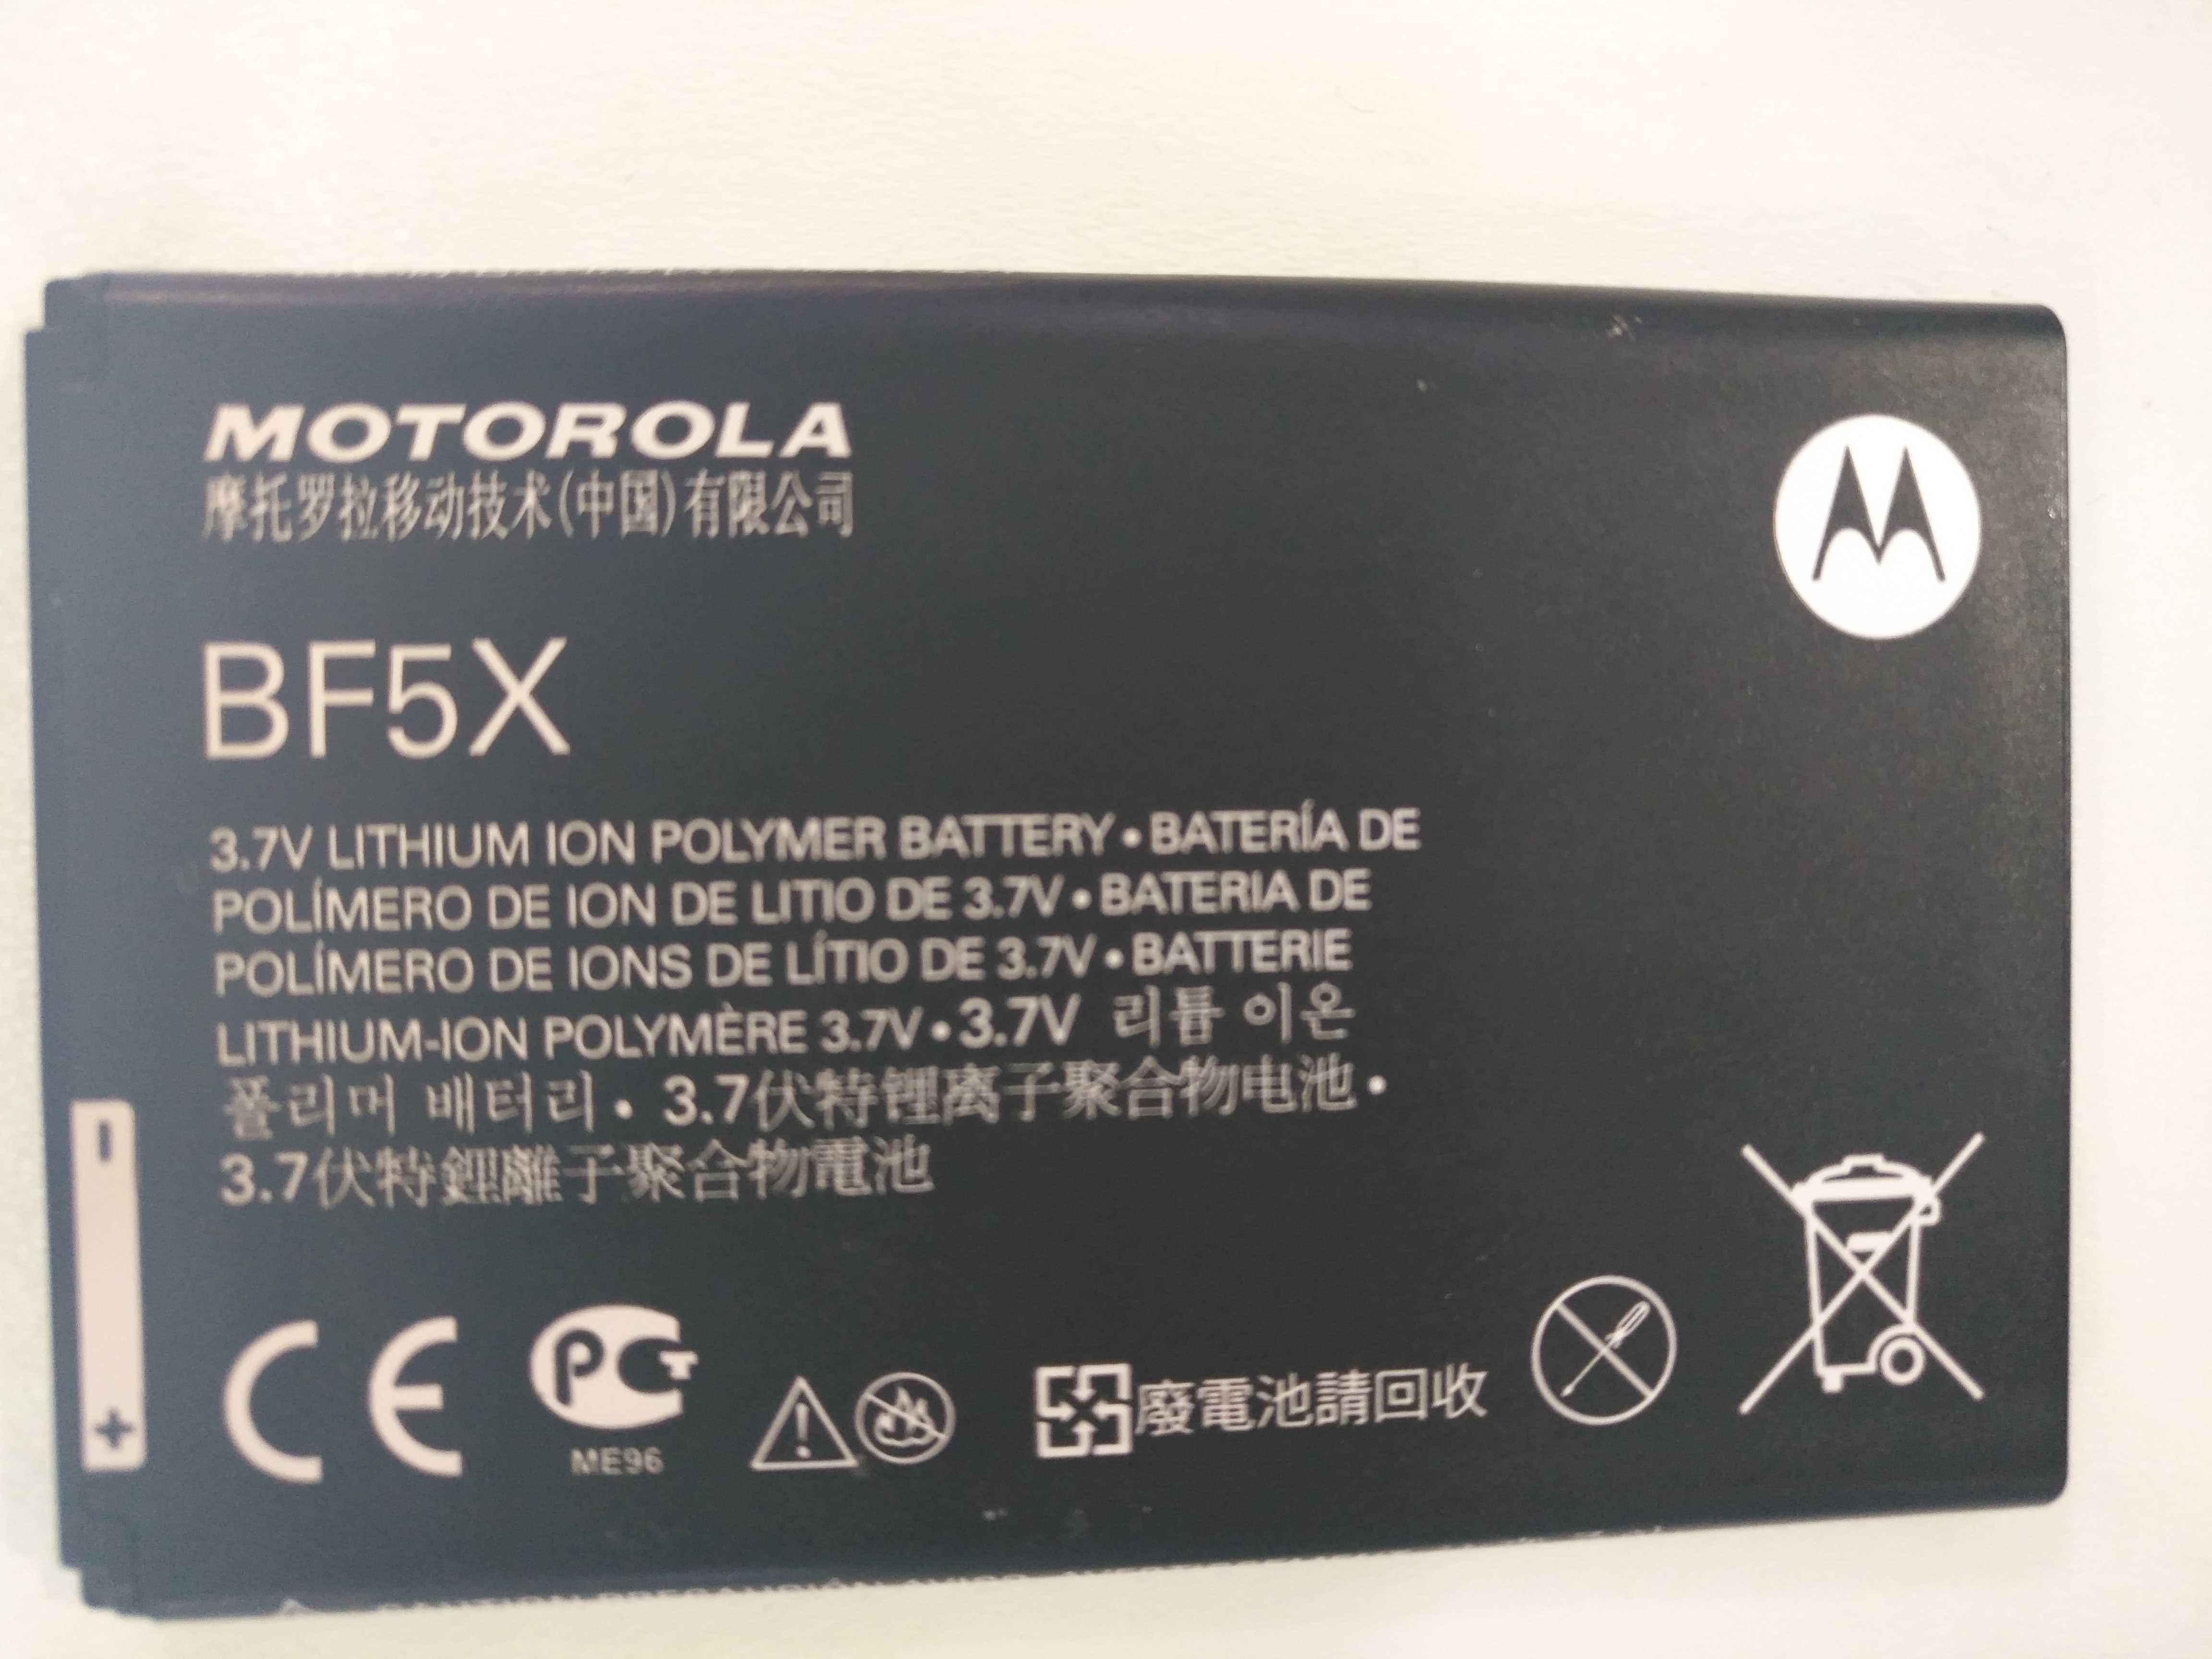 MOTOROLA
摩托罗拉移动技术(中国)有限公司
BF5X
3.7V LITHIUM ION POLYMER BATTERY • BATERÍA DE
POLÍMERO DE ION DE LITIO DE 3.7V • BATERIA DE
POLÍMERO DE IONS DE LÍTIO DE 3.7V • BATTERIE
LITHIUM-ION POLYMÈRE 3.7V • 3.7V 리튬 이온
폴리머 배터리 • 3.7伏特锂离子聚合物电池 •
3.7伏特鋰離子聚合物電池
- +
CE
PCT
ME96
廢電池請回收
CAUTION PRECAUCIÓN AVISO